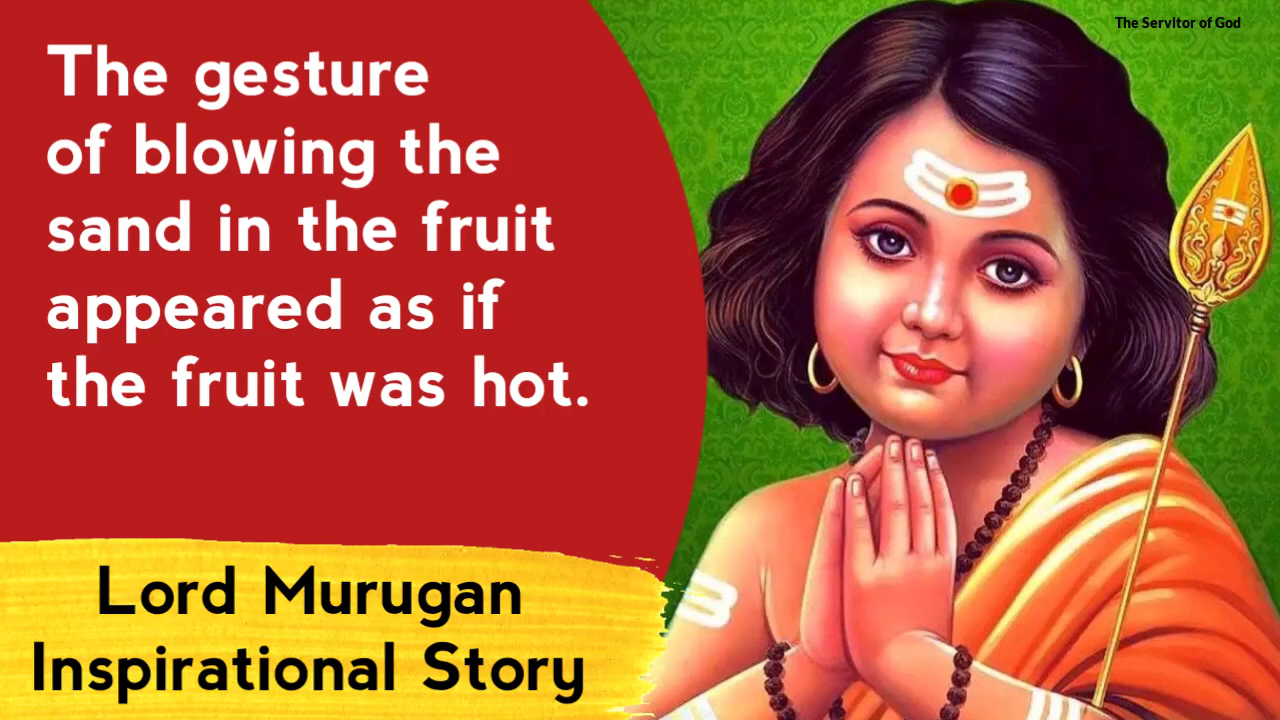 The Servitor of God
The gesture
of blowing the
sand in the fruit
appeared as if
the fruit was hot.
Lord Murugan
Inspirational Story